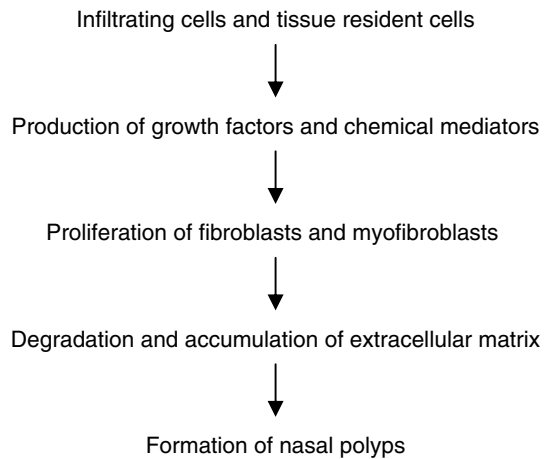 Infiltrating cells and tissue resident cells
Production of growth factors and chemical mediators
Proliferation of fibroblasts and myofibroblasts
Degradation and accumulation of extracellular matrix
Formation of nasal polyps